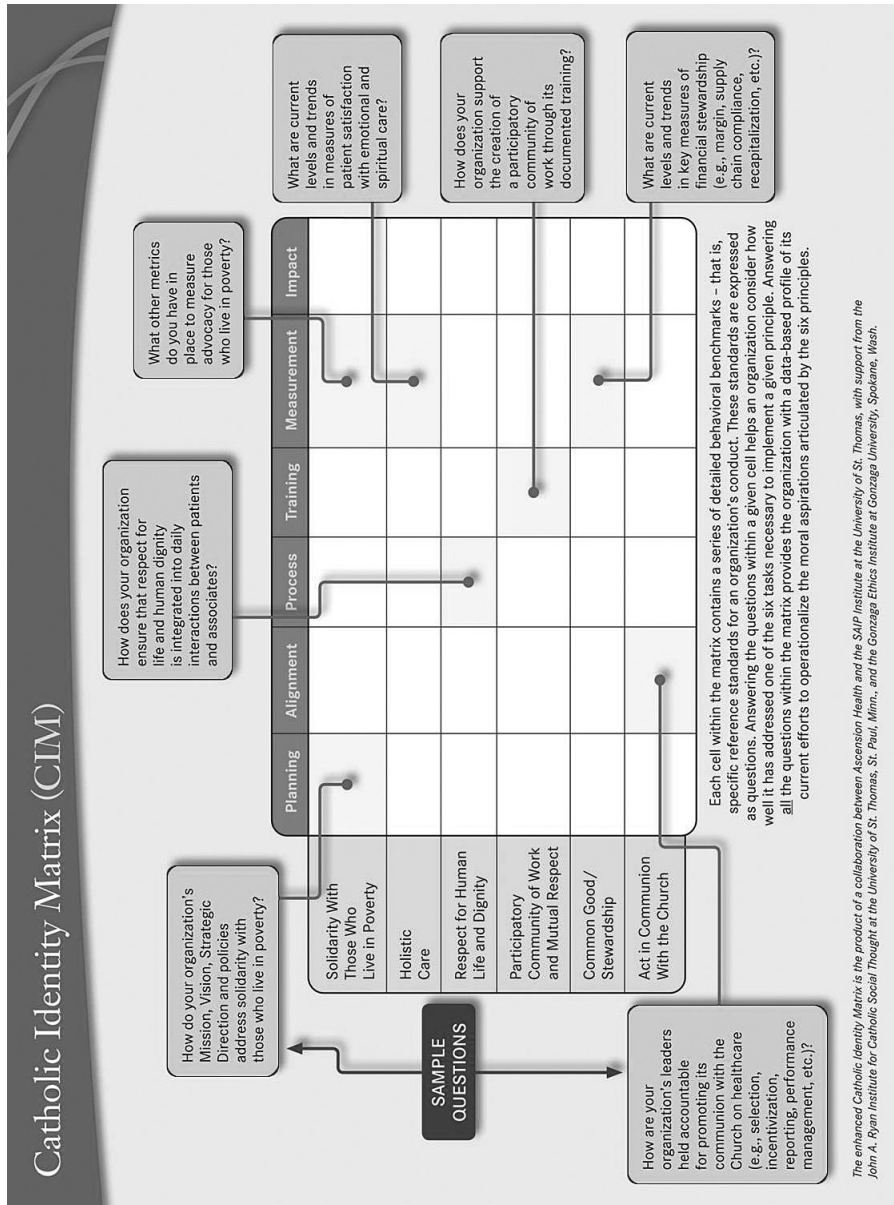 Catholic Identity Matrix (CIM)
How do your organization's
Mission, Vision, Strategic
Direction and policies
address solidarity with
those who live in poverty?
How does your organization
ensure that respect for
life and human dignity
is integrated into daily
interactions between patients
and associates?
What other metrics
do you have in
place to measure
advocacy for those
who live in poverty?
What are current
levels and trends
in measures of
patient satisfaction
with emotional and
spiritual care?
How does your
organization support
the creation of
a participatory
community of
work through its
documented training?
What are current
levels and trends
in key measures of
financial stewardship
(e.g., margin, supply
chain compliance,
recapitalization, etc.)?
SAMPLE
QUESTIONS
Planning
Alignment
Process
Training
Measurement
Impact
Solidarity With
Those Who
Live in Poverty
Holistic
Care
Respect for Human
Life and Dignity
Participatory
Community of Work
and Mutual Respect
Common Good/
Stewardship
Act in Communion
With the Church
How are your
organization's leaders
held accountable
for promoting its
communion with the
Church on healthcare
(e.g., selection,
incentivization,
reporting, performance
management, etc.)?
Each cell within the matrix contains a series of detailed behavioral benchmarks – that is,
specific reference standards for an organization's conduct. These standards are expressed
as questions. Answering the questions within a given cell helps an organization consider how
well it has addressed one of the six tasks necessary to implement a given principle. Answering
all the questions within the matrix provides the organization with a data-based profile of its
current efforts to operationalize the moral aspirations articulated by the six principles.
The enhanced Catholic Identity Matrix is the product of a collaboration between Ascension Health and the SAIP Institute at the University of St. Thomas, with support from the
John A. Ryan Institute for Catholic Social Thought at the University of St. Thomas, St. Paul, Minn., and the Gonzaga Ethics Institute at Gonzaga University, Spokane, Wash.